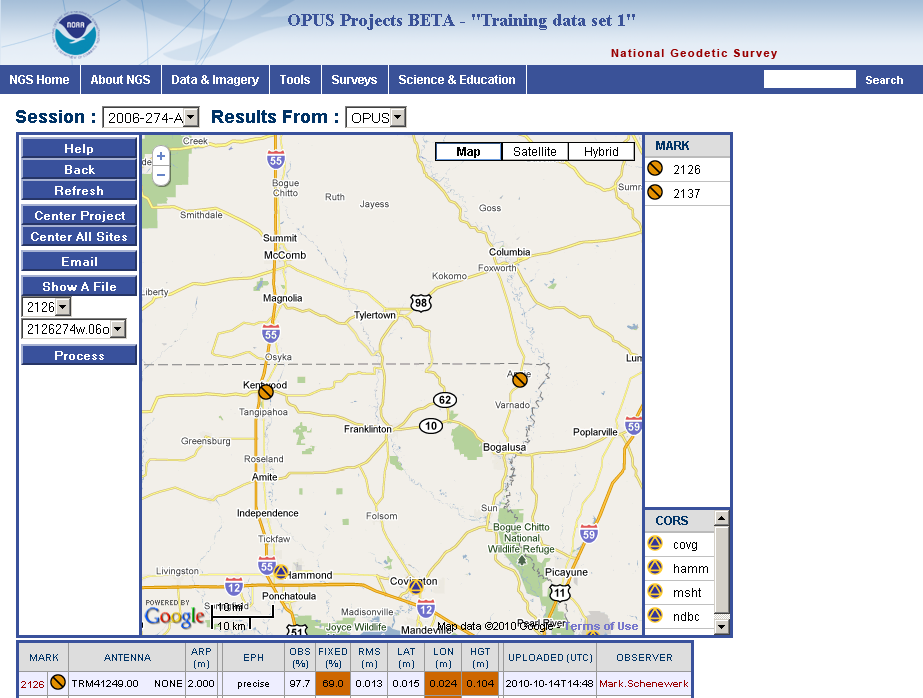 NOAA
OPUS Projects BETA - "Training data set 1"
National Geodetic Survey
NGS Home
About NGS
Data & Imagery
Tools
Surveys
Science & Education
Search
Session : 2006-274-A Results From : OPUS
Help
Back
Refresh
Center Project
Center All Sites
Email
Show A File
2126
2126274w.06o
Process
+
−
Map
Satellite
Hybrid
Creek
55
Bogue
Chitto
Ruth
Jayess
Goss
Smithdale
Summit
McComb
Columbia
Foxworth
Kokomo
Liberty
Magnolia
98
Tylertown
55
Osyka
Kentwood
Varnado
Tangipahoa
62
10
Franklinton
Poplarville
59
Greensburg
Bogalusa
Roseland
Amite
Independence
Folsom
Sun
Bogue Chitto
National
Wildlife Refuge
59
Tickfaw
Livingston
55
Hammond
Covington
Picayune
12
11
Ponchatoula
12
Madisonville
Pearl River
Joyce Wildlife
Mandeville
51
POWERED BY
Google
10 mi
10 km
Map data ©2010 Google - Terms of Use
MARK
2126
2137
CORS
covg
hamm
msht
ndbc
MARK ANTENNA ARP (m) EPH OBS (%) FIXED (%) RMS (m) LAT (m) LON (m) HGT (m) UPLOADED (UTC) OBSERVER
2126 TRM41249.00 NONE 2.000 precise 97.7 69.0 0.013 0.015 0.024 0.104 2010-10-14T14:48 Mark.Schenewerk